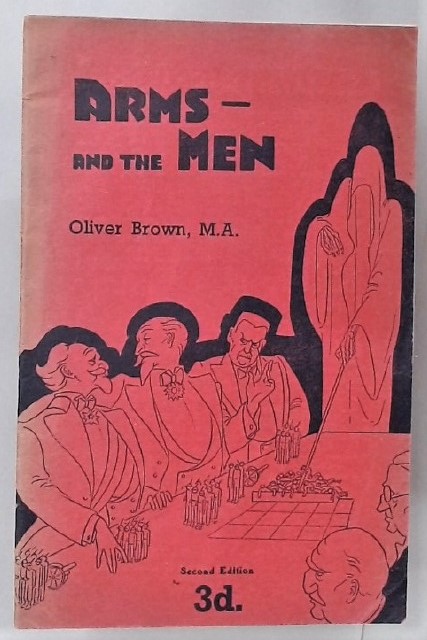 ARMS –
AND THE MEN
Oliver Brown, M.A.
Second Edition
3d.